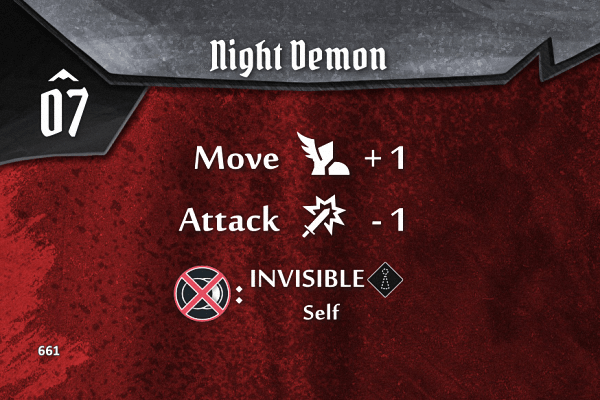 Night Demon
07
Move + 1
Attack - 1
: INVISIBLE
Self
661